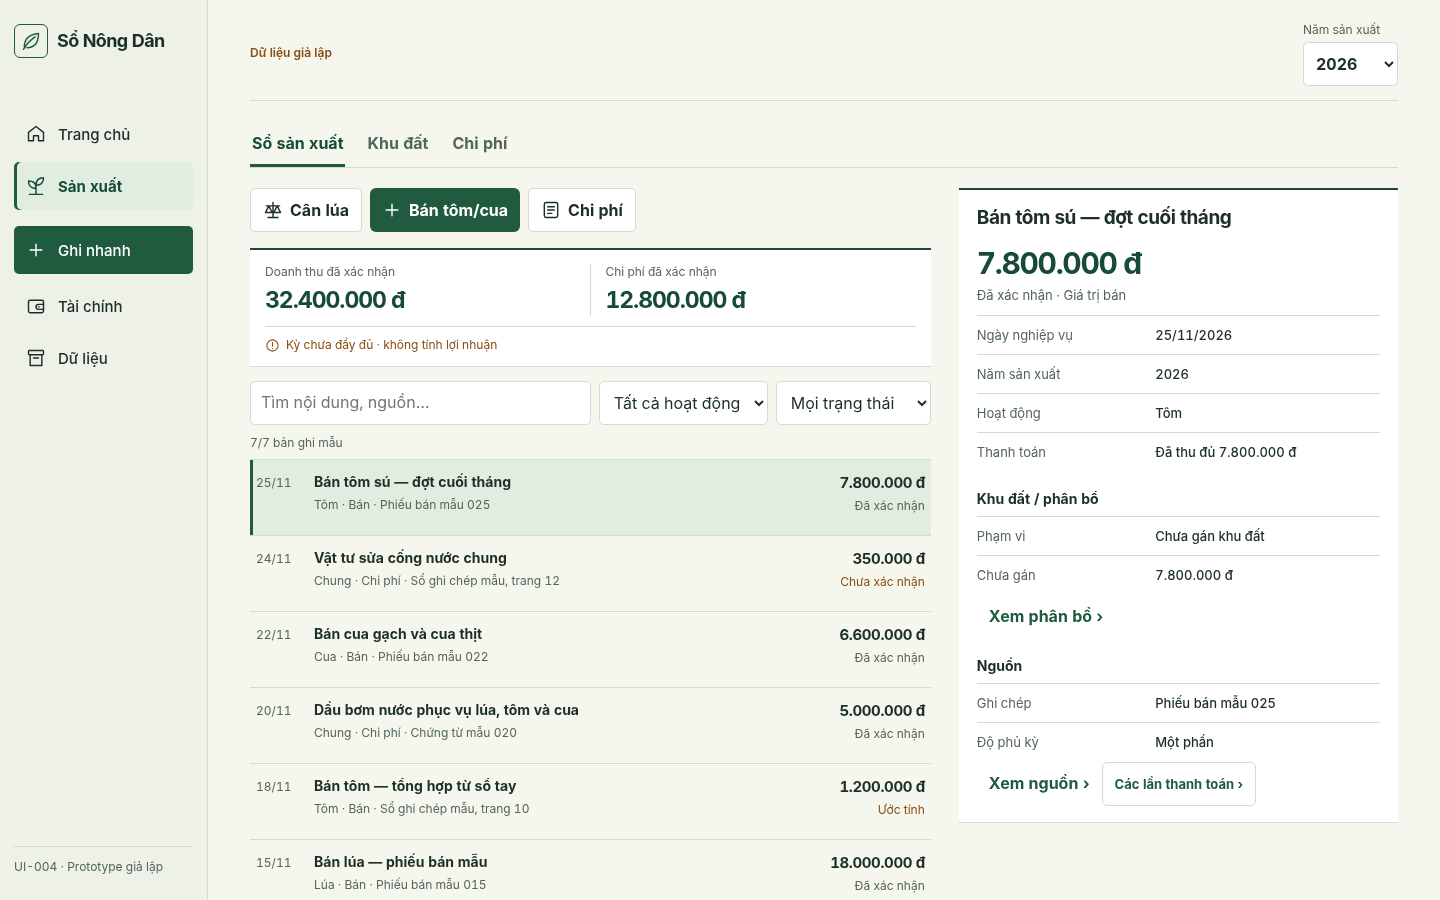 Sổ Nông Dân
Trang chủ
Sản xuất
Ghi nhanh
Tài chính
Dữ liệu
UI-004 · Prototype giả lập
Dữ liệu giả lập
Năm sản xuất
2026
Sổ sản xuất
Khu đất
Chi phí
Cân lúa
Bán tôm/cua
Chi phí
Doanh thu đã xác nhận
32.400.000 đ
Chi phí đã xác nhận
12.800.000 đ
Kỳ chưa đầy đủ · không tính lợi nhuận
Tìm nội dung, nguồn...
Tất cả hoạt động
Mọi trạng thái
7/7 bản ghi mẫu
25/11
Bán tôm sú — đợt cuối tháng
7.800.000 đ
Tôm · Bán · Phiếu bán mẫu 025
Đã xác nhận
24/11
Vật tư sửa cống nước chung
350.000 đ
Chung · Chi phí · Sổ ghi chép mẫu, trang 12
Chưa xác nhận
22/11
Bán cua gạch và cua thịt
6.600.000 đ
Cua · Bán · Phiếu bán mẫu 022
Đã xác nhận
20/11
Dầu bơm nước phục vụ lúa, tôm và cua
5.000.000 đ
Chung · Chi phí · Chứng từ mẫu 020
Đã xác nhận
18/11
Bán tôm — tổng hợp từ sổ tay
1.200.000 đ
Tôm · Bán · Sổ ghi chép mẫu, trang 10
Ước tính
15/11
Bán lúa — phiếu bán mẫu
18.000.000 đ
Lúa · Bán · Phiếu bán mẫu 015
Đã xác nhận
Bán tôm sú — đợt cuối tháng
7.800.000 đ
Đã xác nhận · Giá trị bán
Ngày nghiệp vụ
25/11/2026
Năm sản xuất
2026
Hoạt động
Tôm
Thanh toán
Đã thu đủ 7.800.000 đ
Khu đất / phân bổ
Phạm vi
Chưa gán khu đất
Chưa gán
7.800.000 đ
Xem phân bổ ›
Nguồn
Ghi chép
Phiếu bán mẫu 025
Độ phủ kỳ
Một phần
Xem nguồn ›
Các lần thanh toán ›